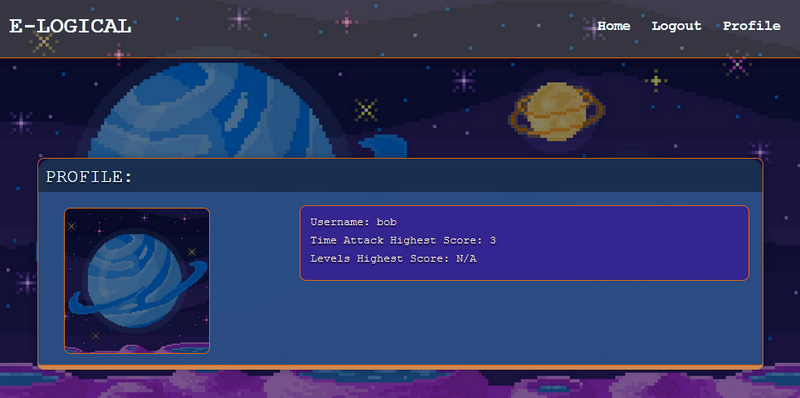 E-LOGICAL
Home Logout Profile
PROFILE:
Username: bob
Time Attack Highest Score: 3
Levels Highest Score: N/A